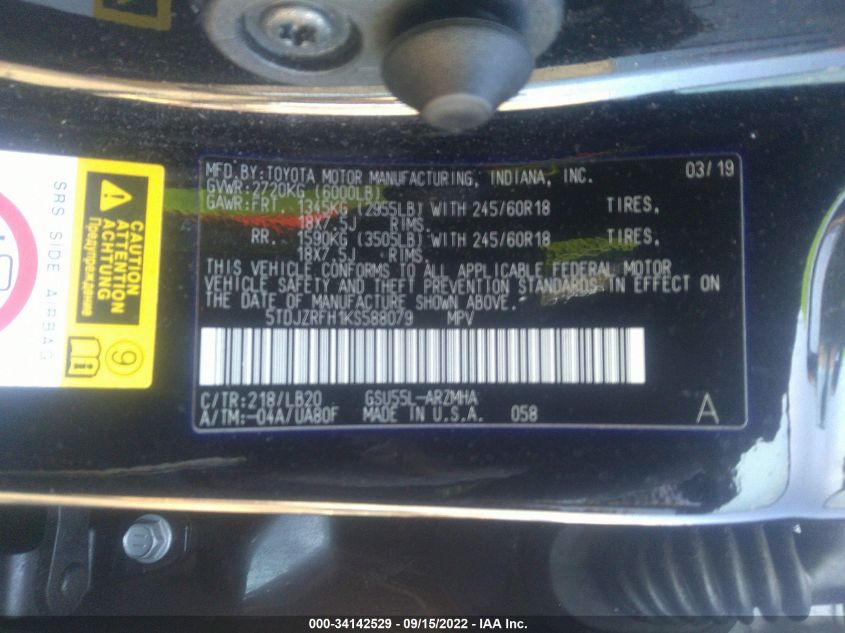 MFD.BY:TOYOTA MOTOR MANUFACTURING, INDIANA, INC. 03/19
GVWR:2720KG (6000LB)
GAWR:FRT. 1345KG (2955LB) WITH 245/60R18 TIRES,
18X7.5J RIMS,
RR. 1590KG (3505LB) WITH 245/60R18 TIRES,
18X7.5J RIMS,
THIS VEHICLE CONFORMS TO ALL APPLICABLE FEDERAL MOTOR
VEHICLE SAFETY AND THEFT PREVENTION STANDARDS IN EFFECT ON
THE DATE OF MANUFACTURE SHOWN ABOVE.
5TDJZRFH1KS588079 MPV
C/TR:218/LB20 GSU55L-ARZMHA
A/TM:-04A/UA80F MADE IN U.S.A. 058 A
SRS SIDE AIRBAG
CAUTION
ACHTUNG
Предупреждение
9
000-34142529 - 09/15/2022 - IAA Inc.